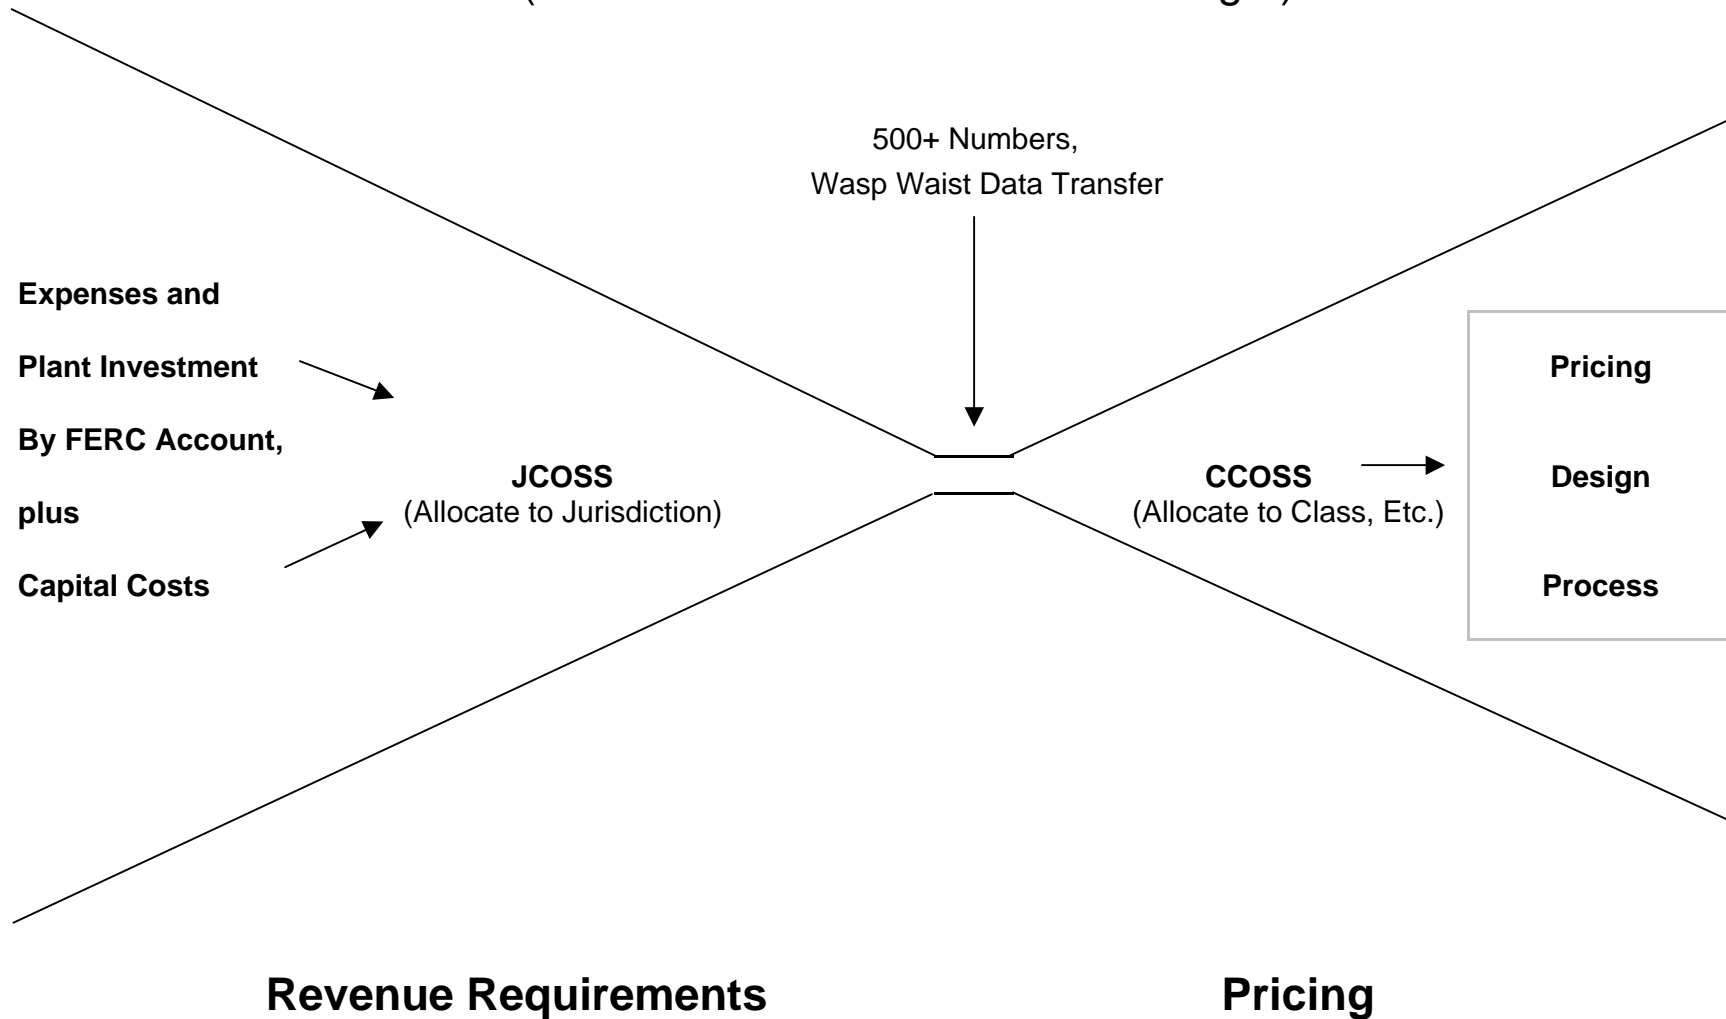 500+ Numbers,
Wasp Waist Data Transfer
Expenses and
Plant Investment
By FERC Account,
plus
Capital Costs
JCOSS
(Allocate to Jurisdiction)
CCOSS
(Allocate to Class, Etc.)
Pricing
Design
Process
Revenue Requirements
Pricing